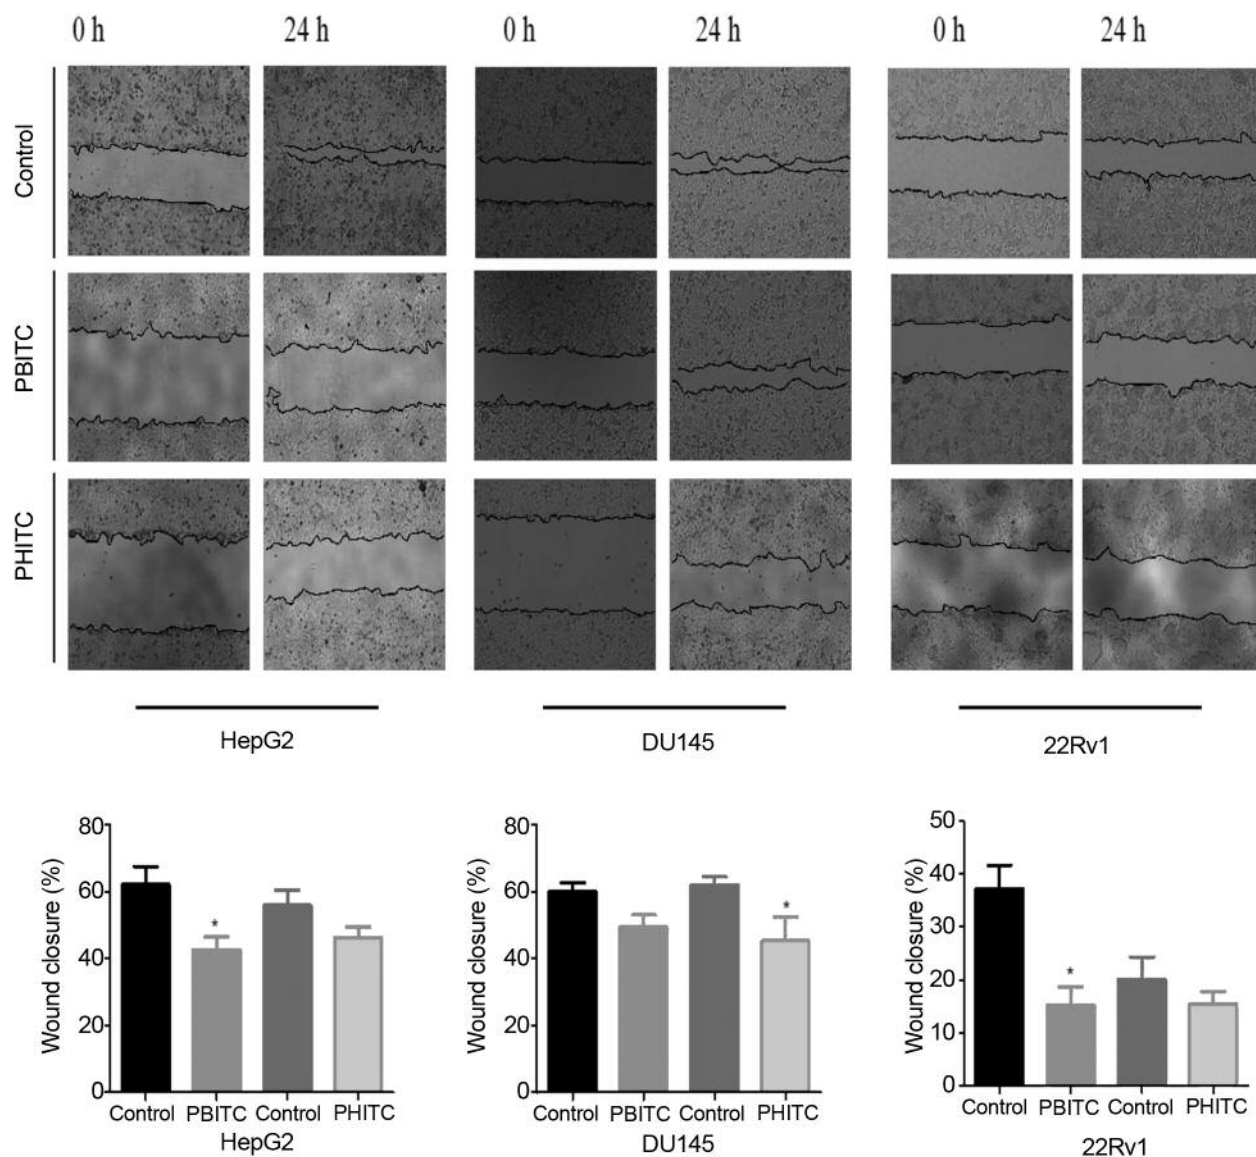 0 h 24 h 0 h 24 h 0 h 24 h
Control
PBITC
PHITC
HepG2 DU145 22Rv1
Wound closure (%)
80
60
40
20
0
Control PBITC Control PHITC
HepG2
*
Wound closure (%)
80
60
40
20
0
Control PBITC Control PHITC
DU145
*
Wound closure (%)
50
40
30
20
10
0
Control PBITC Control PHITC
22Rv1
*